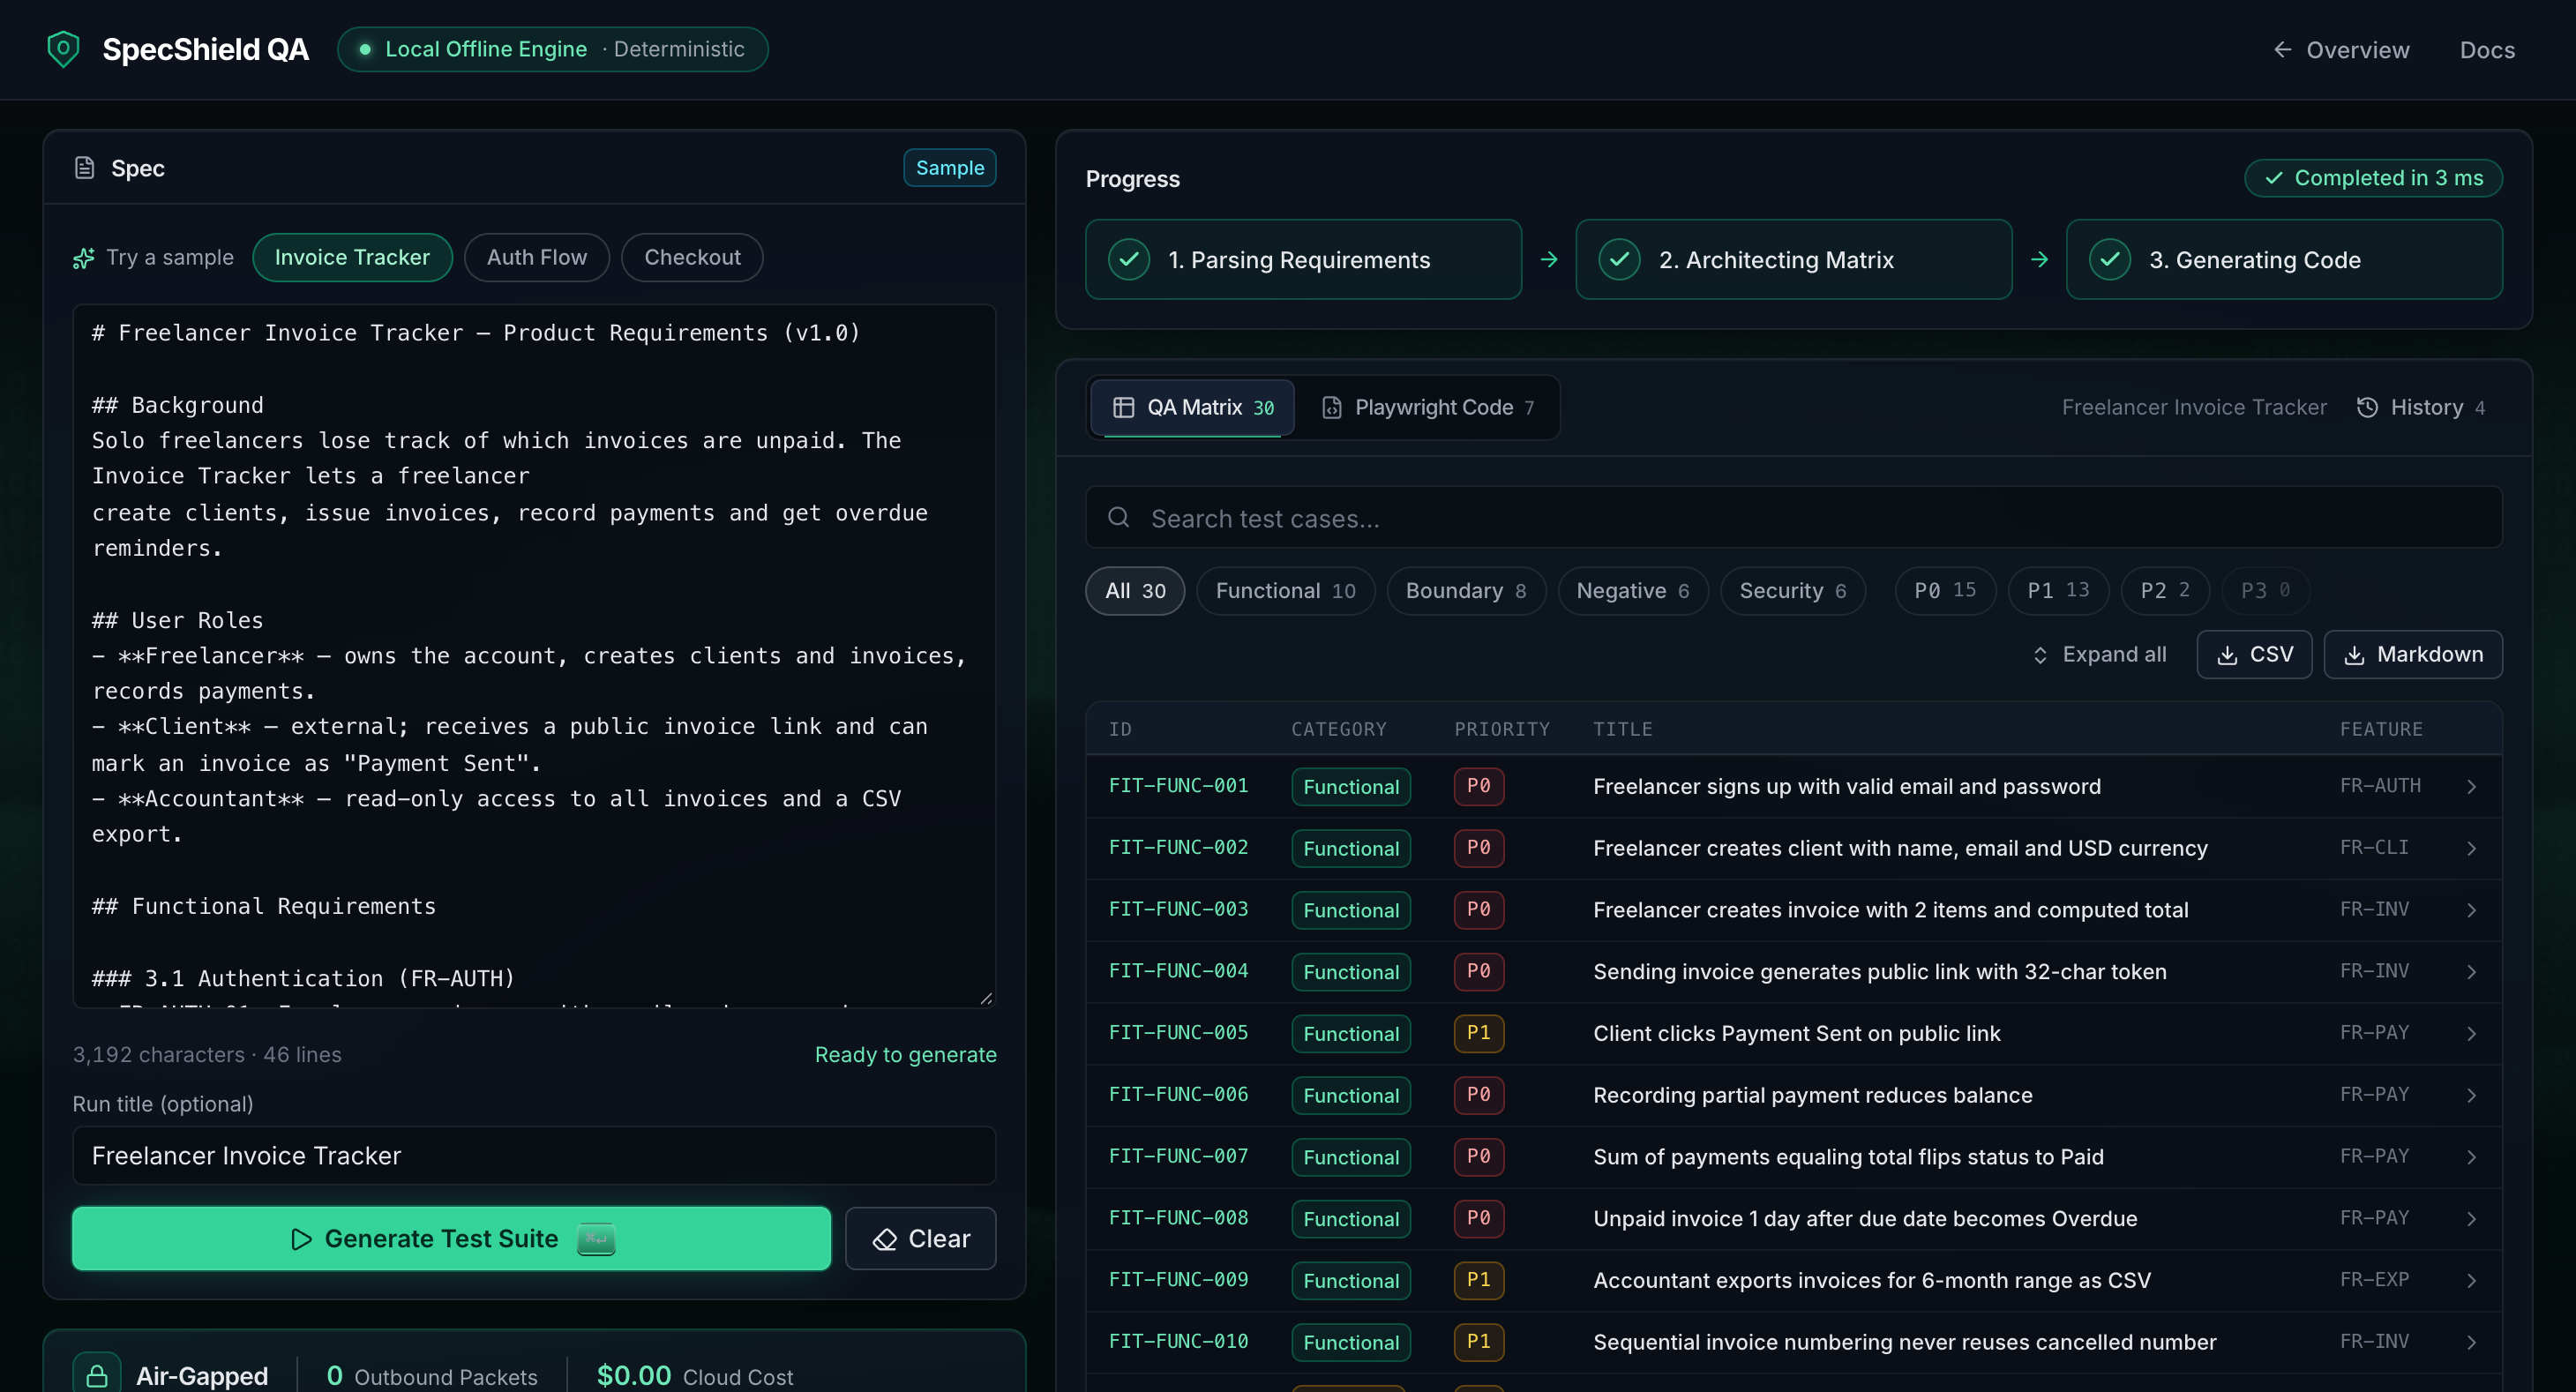 SpecShield QA
Local Offline Engine · Deterministic
← Overview
Docs
Spec
Sample
Try a sample
Invoice Tracker
Auth Flow
Checkout
# Freelancer Invoice Tracker — Product Requirements (v1.0)
## Background
Solo freelancers lose track of which invoices are unpaid. The
Invoice Tracker lets a freelancer
create clients, issue invoices, record payments and get overdue
reminders.
## User Roles
- **Freelancer** — owns the account, creates clients and invoices,
records payments.
- **Client** — external; receives a public invoice link and can
mark an invoice as "Payment Sent".
- **Accountant** — read-only access to all invoices and a CSV
export.
## Functional Requirements
### 3.1 Authentication (FR-AUTH)
3,192 characters · 46 lines
Ready to generate
Run title (optional)
Freelancer Invoice Tracker
Generate Test Suite ⌘↵
Clear
Air-Gapped
0 Outbound Packets
$0.00 Cloud Cost
Progress
Completed in 3 ms
1. Parsing Requirements
→
2. Architecting Matrix
→
3. Generating Code
QA Matrix 30
Playwright Code 7
Freelancer Invoice Tracker
History 4
Search test cases...
All 30
Functional 10
Boundary 8
Negative 6
Security 6
P0 15
P1 13
P2 2
P3 0
Expand all
CSV
Markdown
ID CATEGORY PRIORITY TITLE FEATURE
FIT-FUNC-001 Functional P0 Freelancer signs up with valid email and password FR-AUTH
FIT-FUNC-002 Functional P0 Freelancer creates client with name, email and USD currency FR-CLI
FIT-FUNC-003 Functional P0 Freelancer creates invoice with 2 items and computed total FR-INV
FIT-FUNC-004 Functional P0 Sending invoice generates public link with 32-char token FR-INV
FIT-FUNC-005 Functional P1 Client clicks Payment Sent on public link FR-PAY
FIT-FUNC-006 Functional P0 Recording partial payment reduces balance FR-PAY
FIT-FUNC-007 Functional P0 Sum of payments equaling total flips status to Paid FR-PAY
FIT-FUNC-008 Functional P0 Unpaid invoice 1 day after due date becomes Overdue FR-PAY
FIT-FUNC-009 Functional P1 Accountant exports invoices for 6-month range as CSV FR-EXP
FIT-FUNC-010 Functional P1 Sequential invoice numbering never reuses cancelled number FR-INV